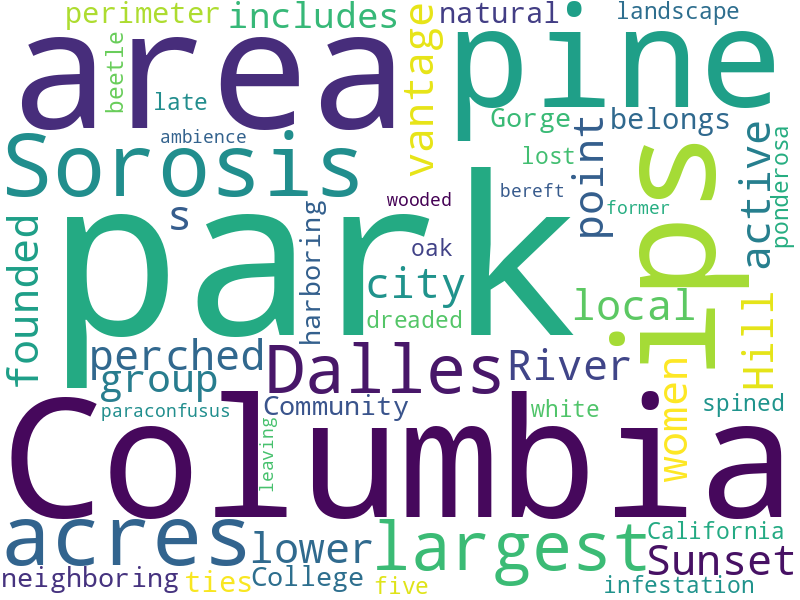 perimeter includes vantage natural landscape
area pine
beetle late
ambience
Gorge belongs
Sorosis lost point active ponderosa
wooded bereft former
s ips
park
founded harboring oak city local Hill
dreaded
perched Dalles River
group
paraconfusus Community white women spined
leaving
Columbia
acres lower largest California
Sunset
neighboring ties College five infestation